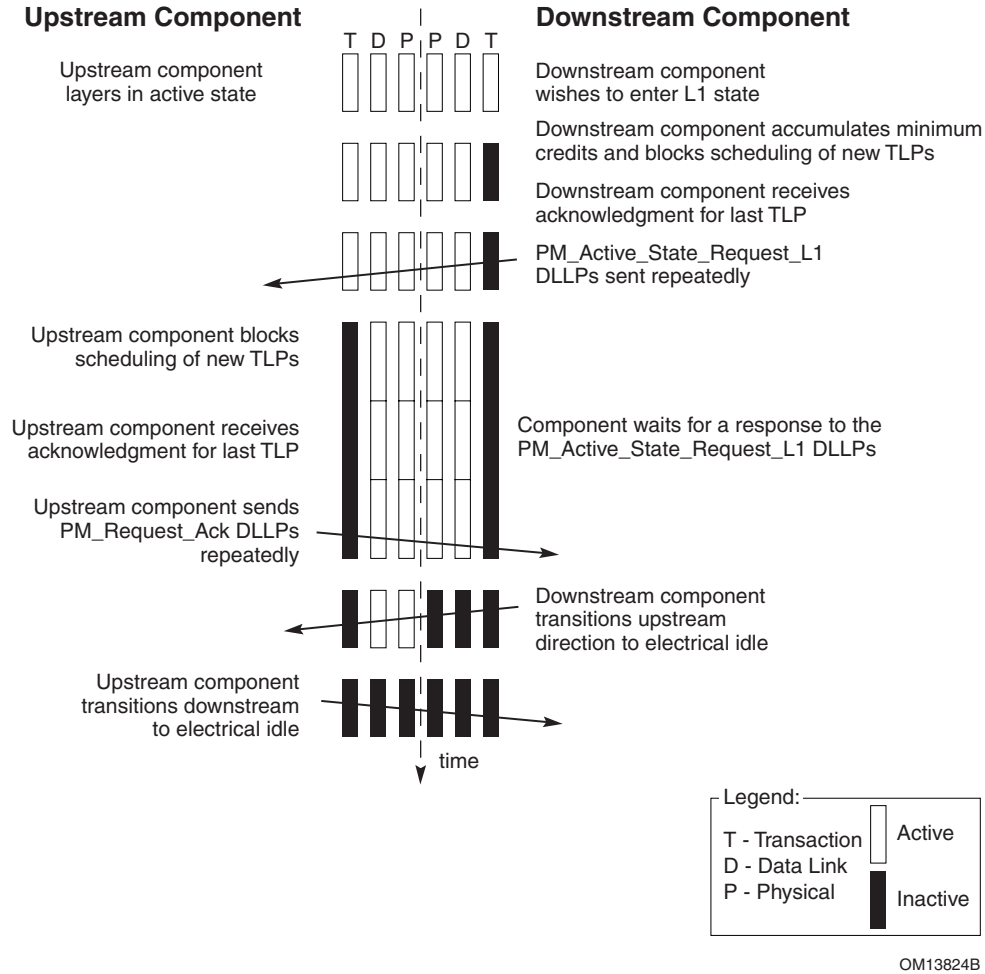 Upstream Component
Downstream Component
T D P P D T
Upstream component
layers in active state
Downstream component
wishes to enter L1 state
Downstream component accumulates minimum
credits and blocks scheduling of new TLPs
Downstream component receives
acknowledgment for last TLP
PM_Active_State_Request_L1
DLLPs sent repeatedly
Upstream component blocks
scheduling of new TLPs
Upstream component receives
acknowledgment for last TLP
Component waits for a response to the
PM_Active_State_Request_L1 DLLPs
Upstream component sends
PM_Request_Ack DLLPs
repeatedly
Downstream component
transitions upstream
direction to electrical idle
Upstream component
transitions downstream
to electrical idle
time
Legend:
T - Transaction
D - Data Link
P - Physical
Active
Inactive
OM13824B